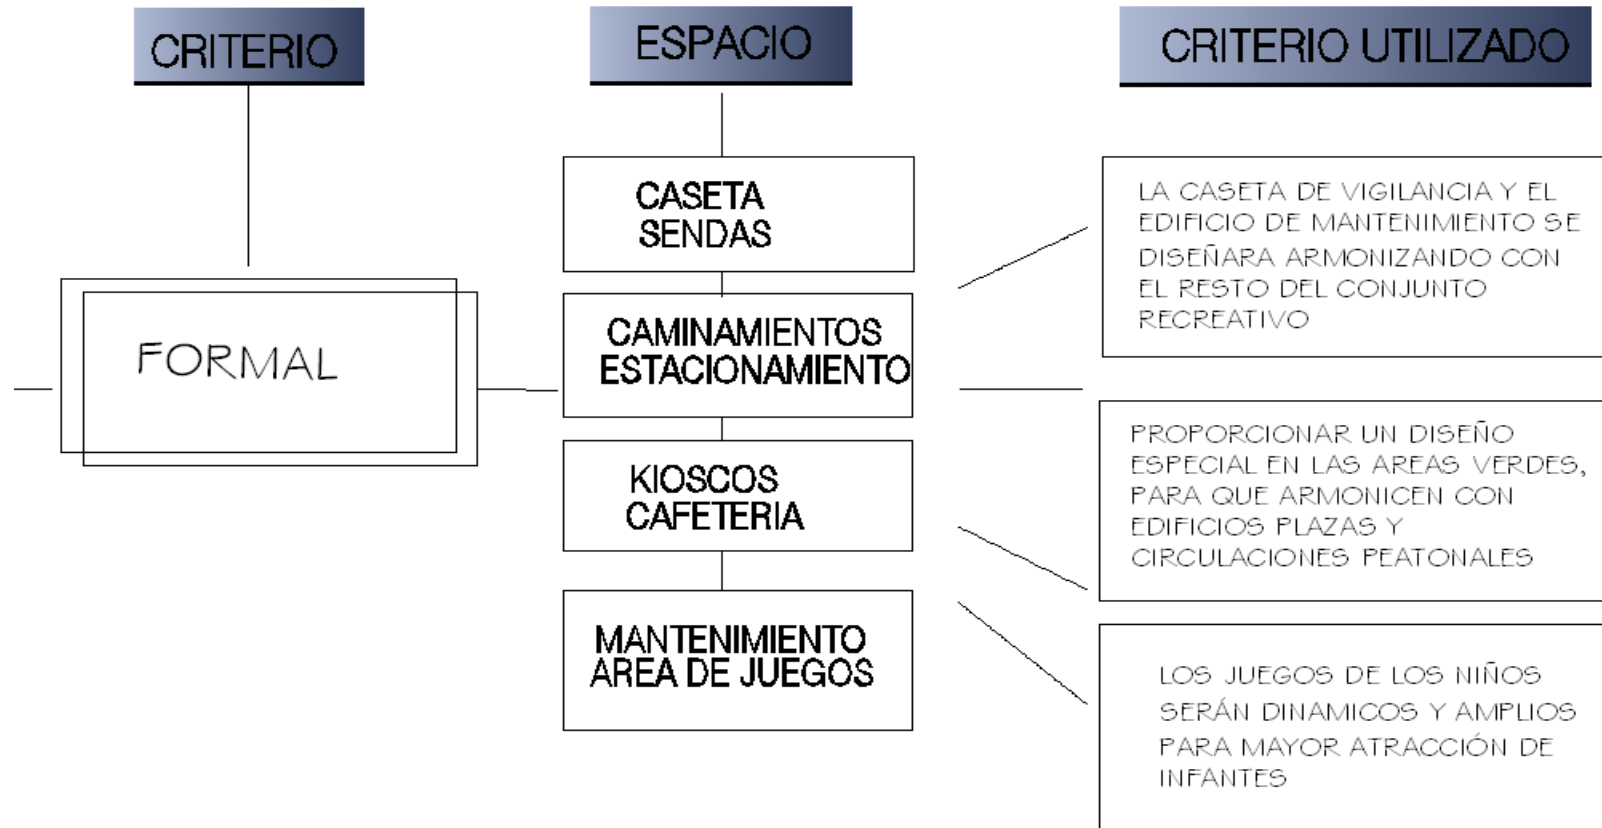 CRITERIO
ESPACIO
CRITERIO UTILIZADO
FORMAL
CASETA
SENDAS
CAMINAMIENTOS
ESTACIONAMIENTO
KIOSCOS
CAFETERIA
MANTENIMIENTO
AREA DE JUEGOS
LA CASETA DE VIGILANCIA Y EL
EDIFICIO DE MANTENIMIENTO SE
DISEÑARA ARMONIZANDO CON
EL RESTO DEL CONJUNTO
RECREATIVO
PROPORCIONAR UN DISEÑO
ESPECIAL EN LAS AREAS VERDES,
PARA QUE ARMONICEN CON
EDIFICIOS PLAZAS Y
CIRCULACIONES PEATONALES
LOS JUEGOS DE LOS NIÑOS
SERÁN DINAMICOS Y AMPLIOS
PARA MAYOR ATRACCIÓN DE
INFANTES